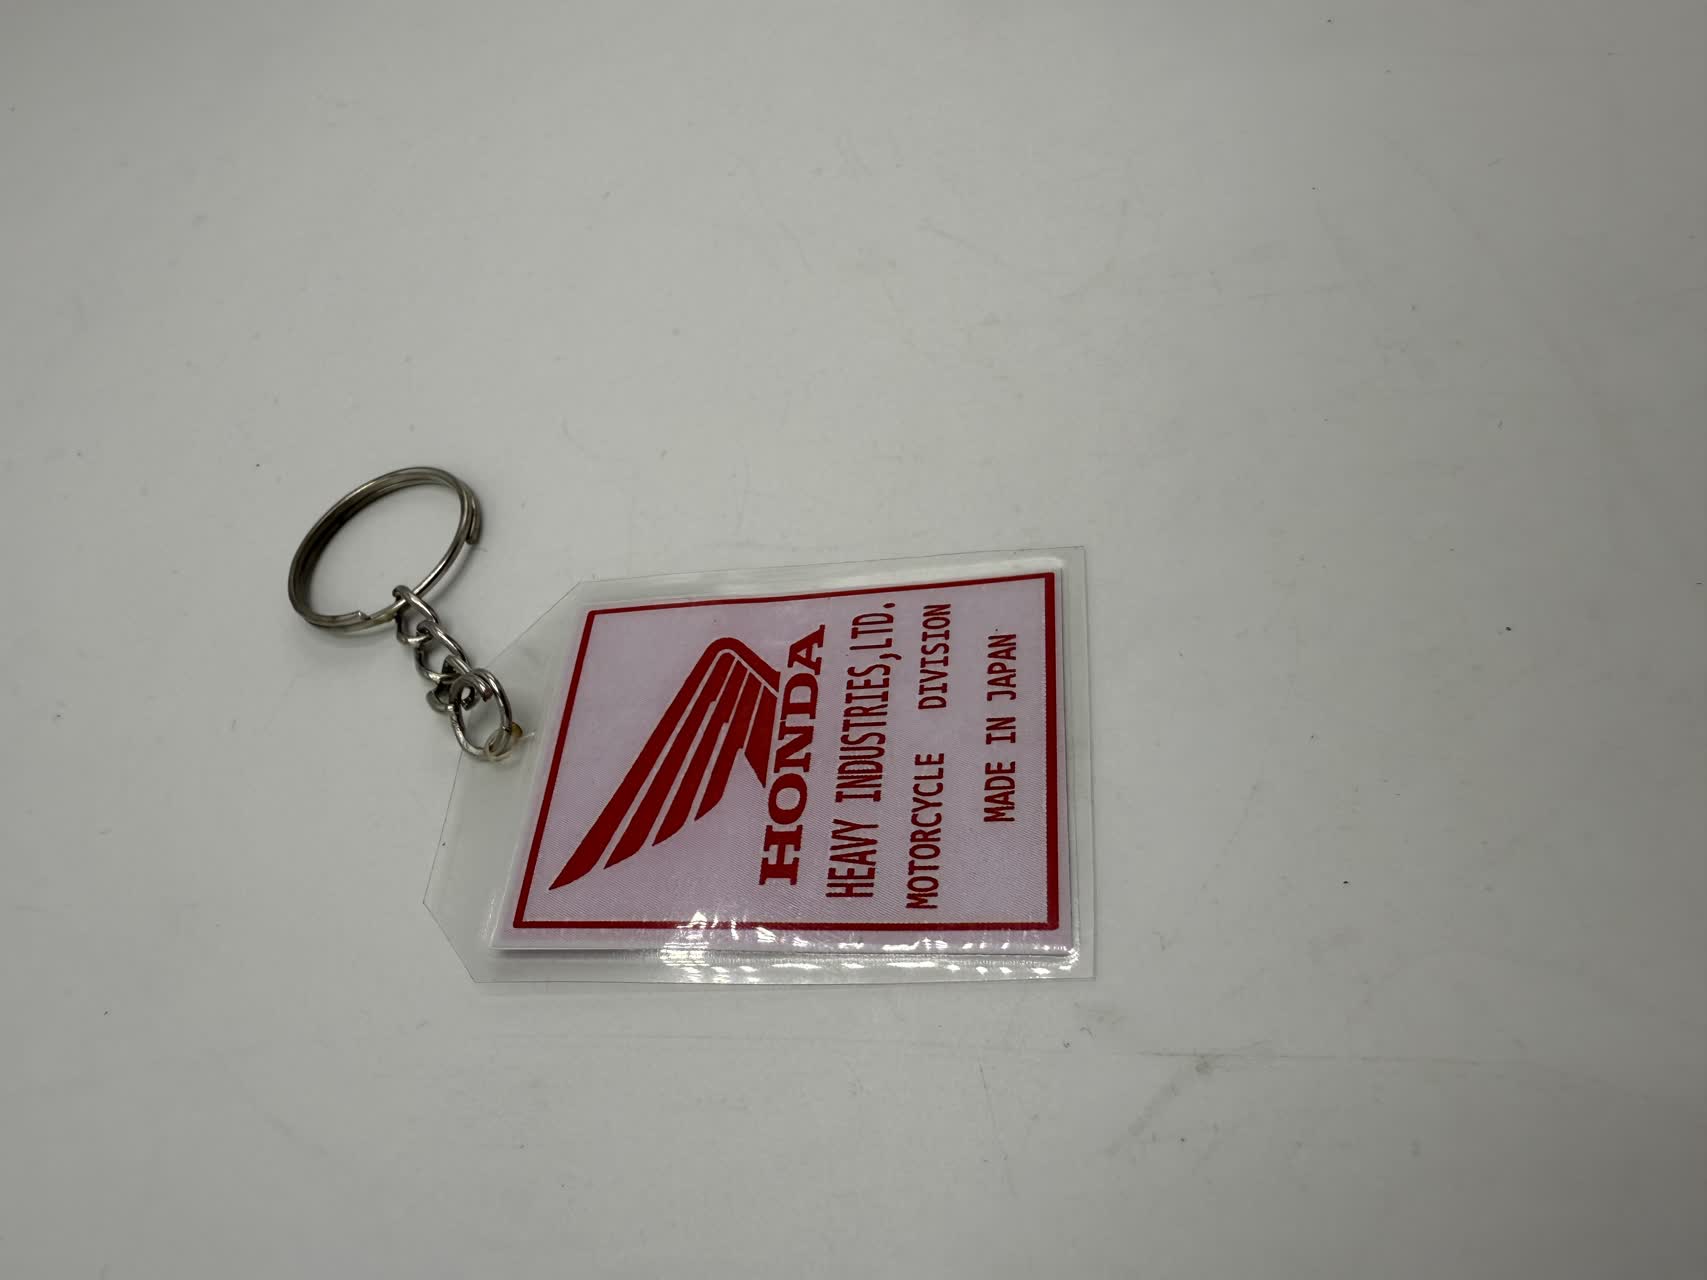 HONDA
HEAVY INDUSTRIES,LTD.
MOTORCYCLE DIVISION
MADE IN JAPAN